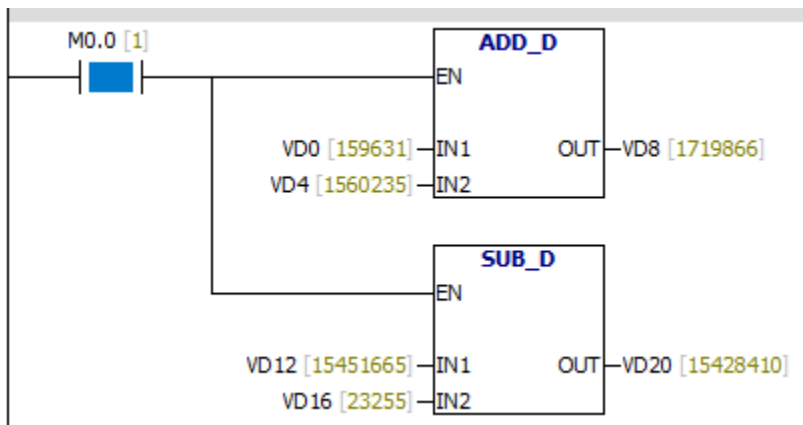 M0.0 [1]
ADD_D
EN
VD0 [159631] IN1 OUT VD8 [1719866]
VD4 [1560235] IN2
SUB_D
EN
VD12 [15451665] IN1 OUT VD20 [15428410]
VD16 [23255] IN2